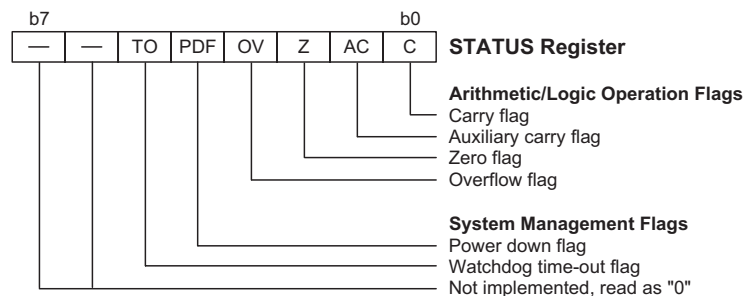 b7 b0
— — TO PDF OV Z AC C STATUS Register
Arithmetic/Logic Operation Flags
Carry flag
Auxiliary carry flag
Zero flag
Overflow flag
System Management Flags
Power down flag
Watchdog time-out flag
Not implemented, read as "0"